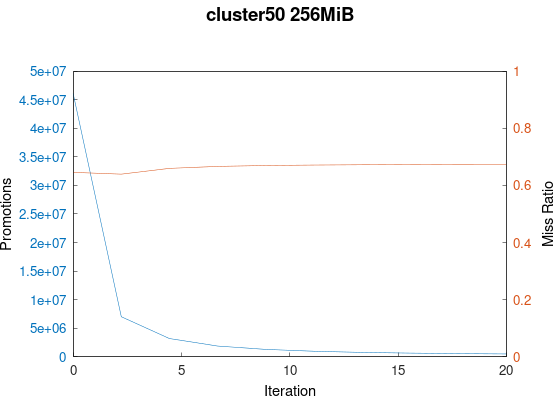 cluster50 256MiB
5e+07
4.5e+07
4e+07
3.5e+07
3e+07
2.5e+07
2e+07
1.5e+07
1e+07
5e+06
0
Promotions
1
0.8
0.6
0.4
0.2
0
Miss Ratio
0 5 10 15 20
Iteration